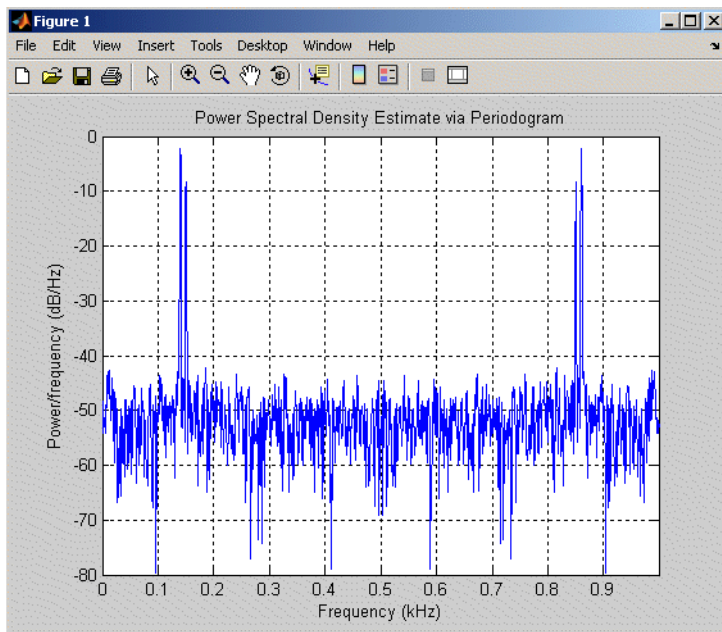 Figure 1
File Edit View Insert Tools Desktop Window Help
Power Spectral Density Estimate via Periodogram
Power/frequency (dB/Hz)
0
-10
-20
-30
-40
-50
-60
-70
-80
0 0.1 0.2 0.3 0.4 0.5 0.6 0.7 0.8 0.9
Frequency (kHz)